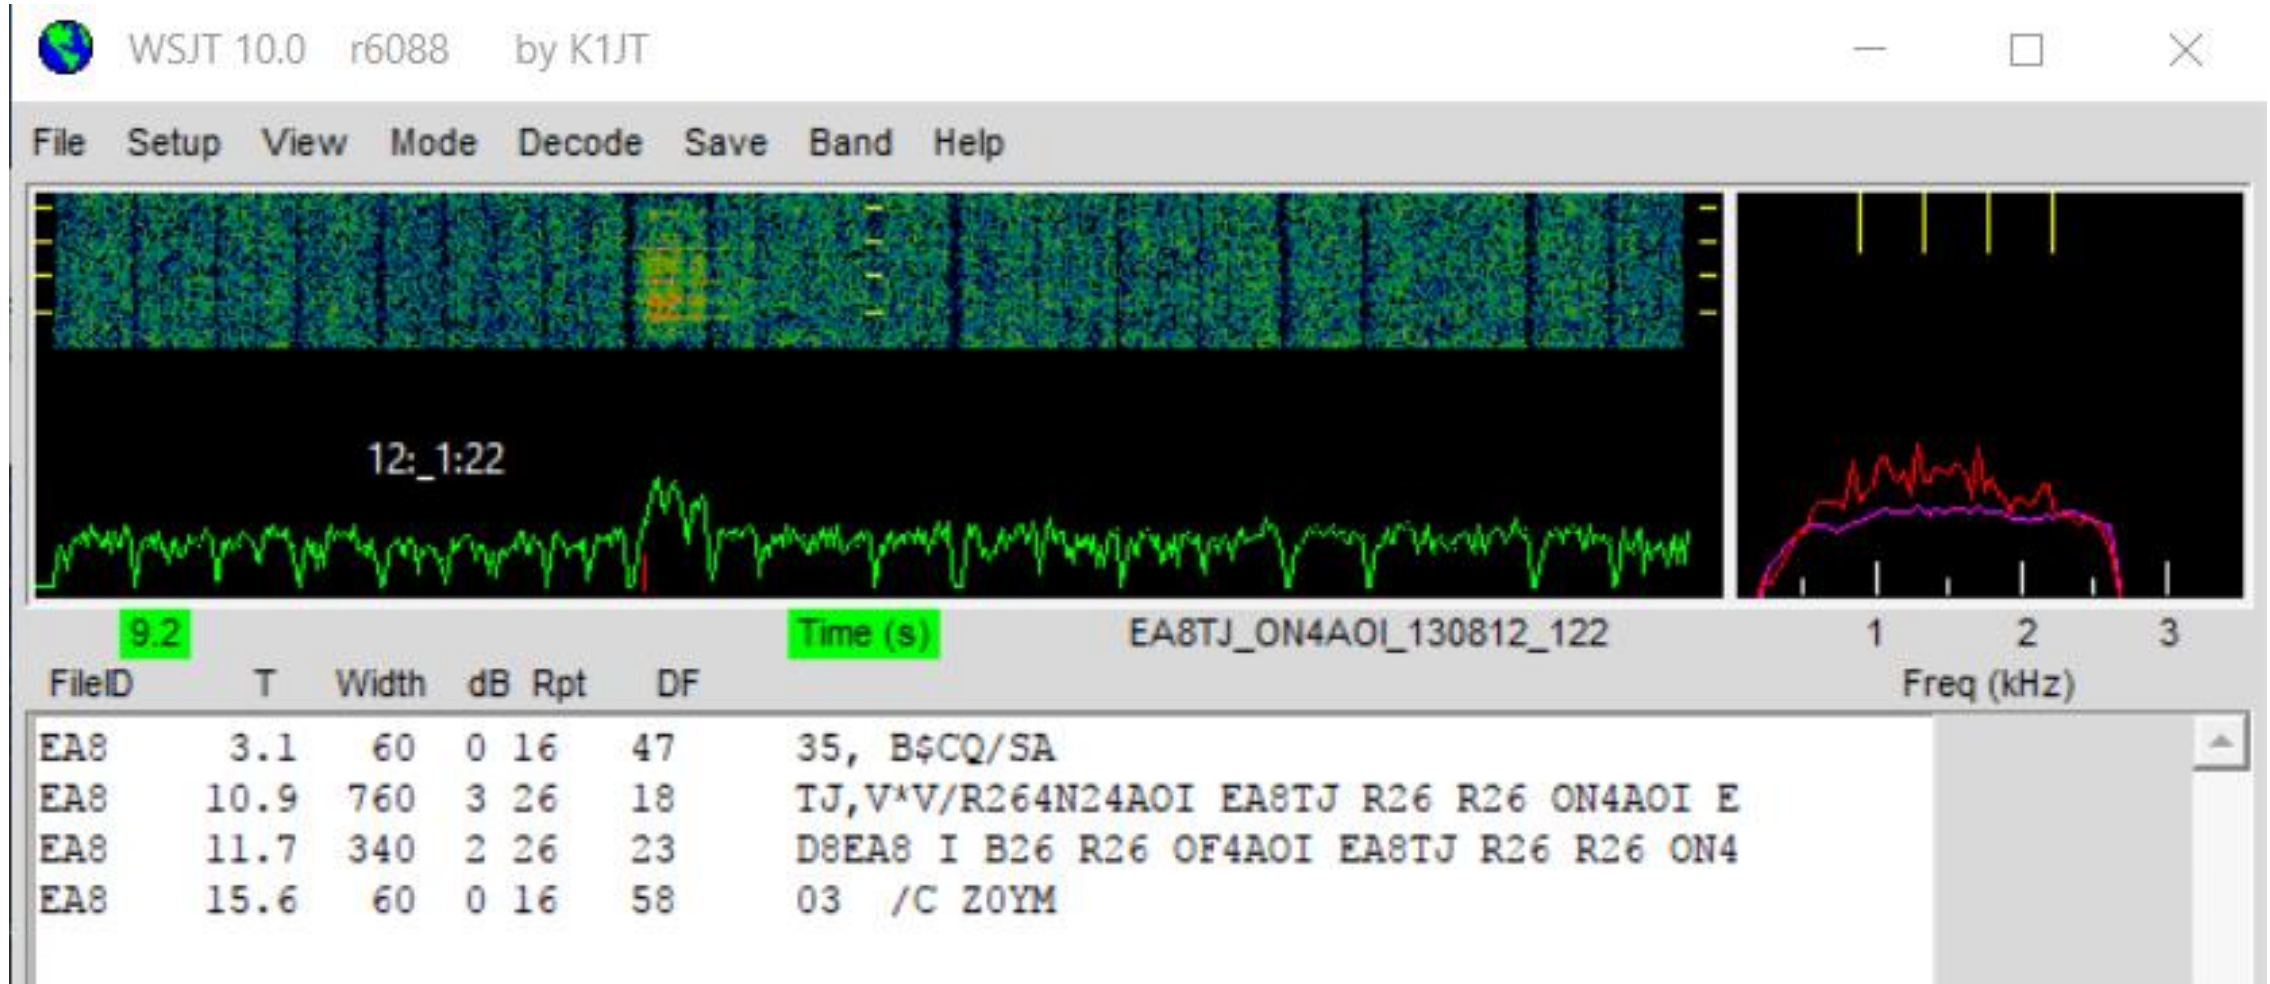 WSJT 10.0 r6088 by K1JT
File Setup View Mode Decode Save Band Help
12:_1:22
9.2 Time (s) EA8TJ_ON4AOI_130812_122 1 2 3
FileID T Width dB Rpt DF Freq (kHz)
EA8 3.1 60 0 16 47 35, B$CQ/SA
EA8 10.9 760 3 26 18 TJ,V*V/R264N24AOI EA8TJ R26 R26 ON4AOI E
EA8 11.7 340 2 26 23 D8EA8 I B26 R26 OF4AOI EA8TJ R26 R26 ON4
EA8 15.6 60 0 16 58 03 /C Z0YM